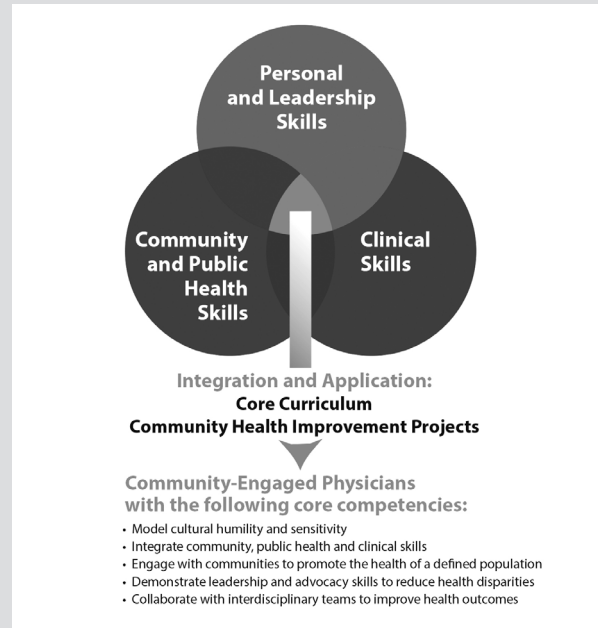 Personal
and Leadership
Skills
Community
and Public
Health
Skills
Clinical
Skills
Integration and Application:
Core Curriculum
Community Health Improvement Projects
Community-Engaged Physicians
with the following core competencies:
• Model cultural humility and sensitivity
• Integrate community, public health and clinical skills
• Engage with communities to promote the health of a defined population
• Demonstrate leadership and advocacy skills to reduce health disparities
• Collaborate with interdisciplinary teams to improve health outcomes